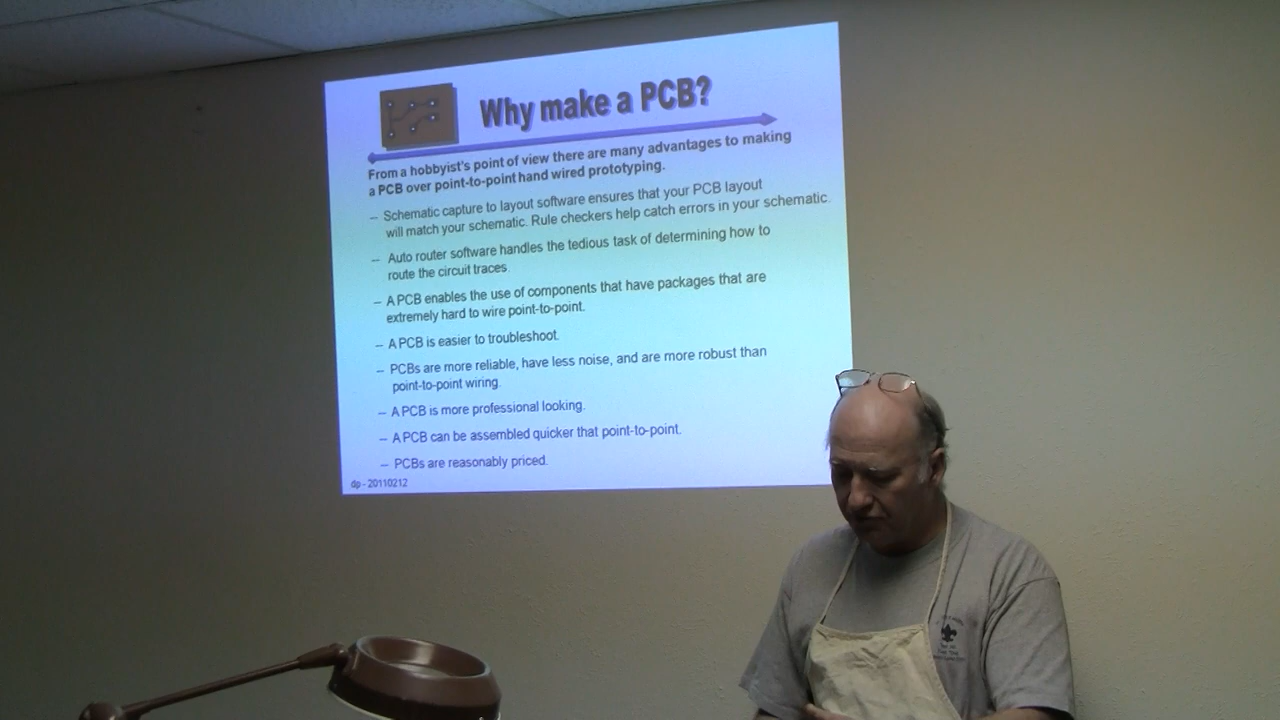 Why make a PCB?
From a hobbyist's point of view there are many advantages to making
a PCB over point-to-point hand wired prototyping.
– Schematic capture to layout software ensures that your PCB layout
will match your schematic. Rule checkers help catch errors in your schematic.
– Auto router software handles the tedious task of determining how to
route the circuit traces
– A PCB enables the use of components that have packages that are
extremely hard to wire point-to-point.
– A PCB is easier to troubleshoot.
– PCBs are more reliable, have less noise, and are more robust than
point-to-point wiring.
– A PCB is more professional looking.
– A PCB can be assembled quicker that point-to-point.
– PCBs are reasonably priced.
dp - 20110212